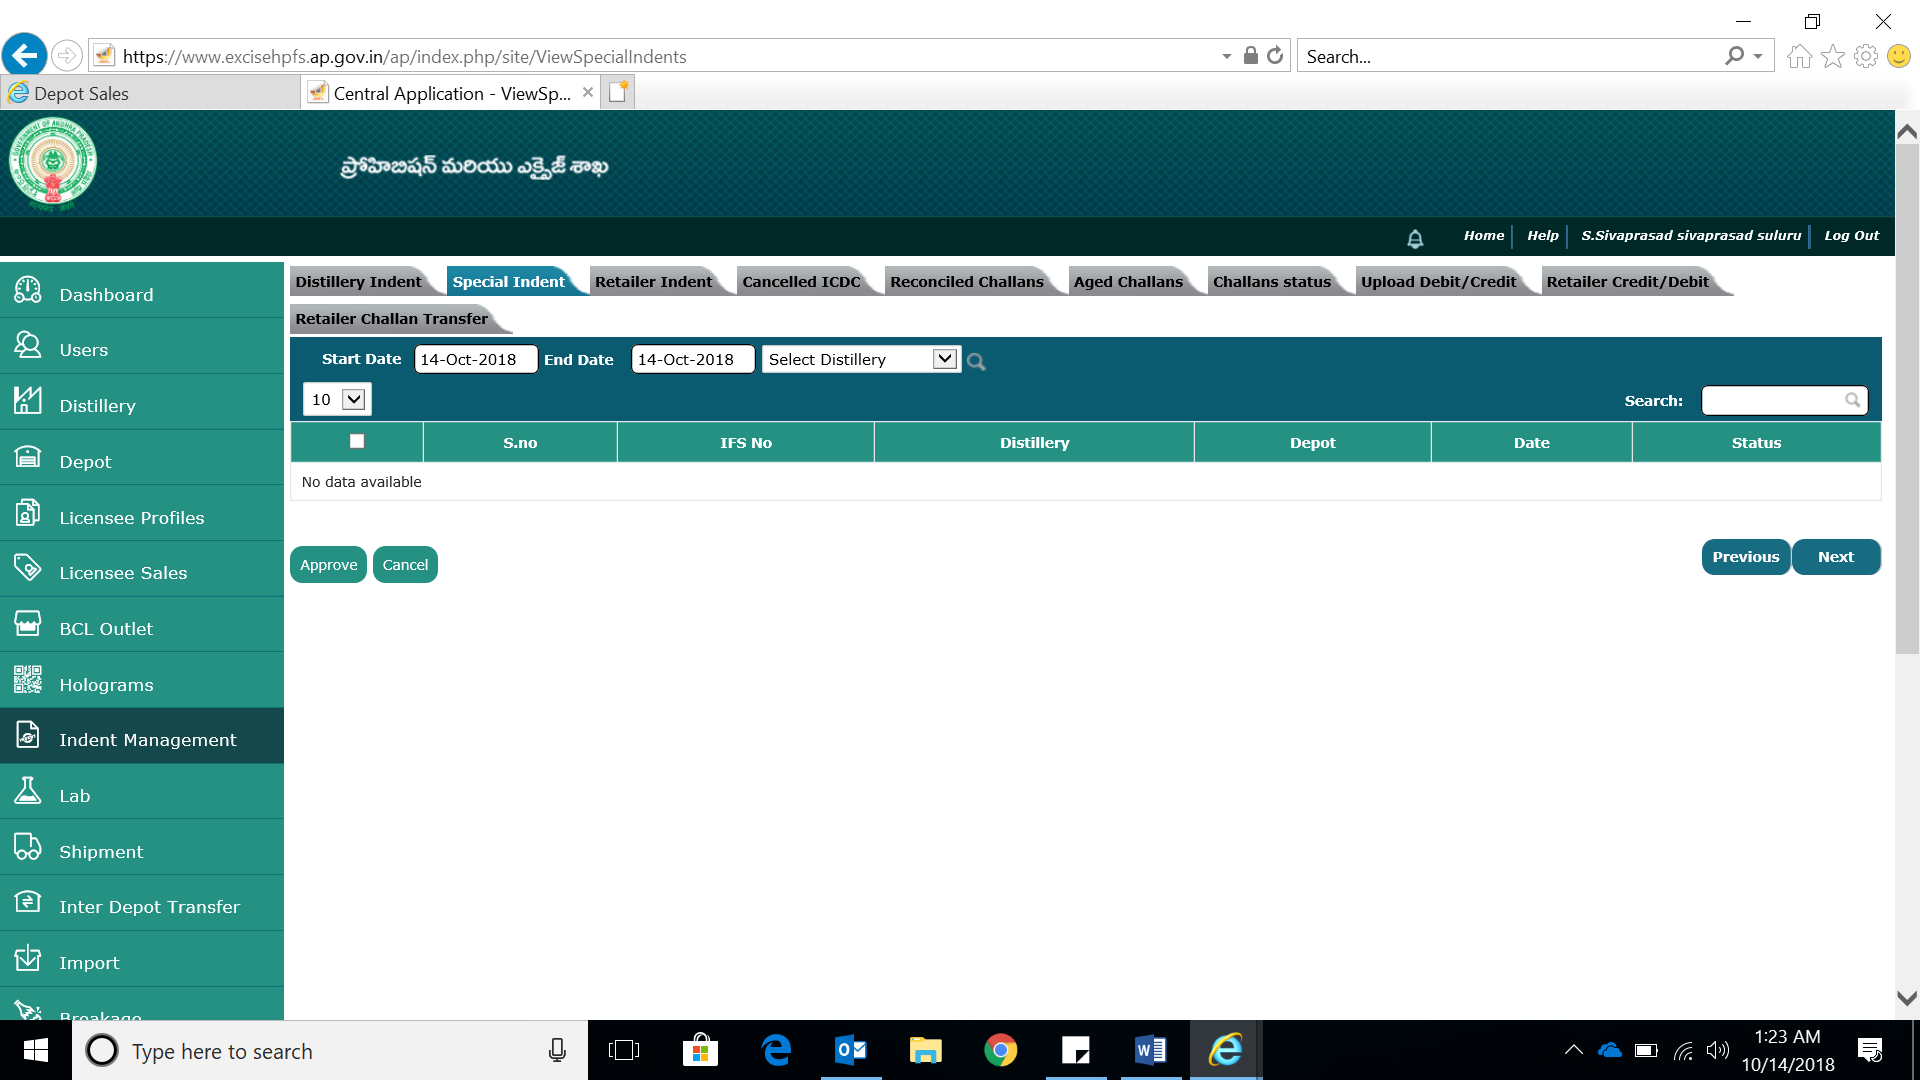 https://www.excisehpfs.ap.gov.in/ap/index.php/site/ViewSpecialIndents
Search...
Depot Sales
Central Application - ViewSp...
ప్రోహిబిషన్ మరియు ఎక్సైజ్ శాఖ
Home
Help
S.Sivaprasad sivaprasad suluru
Log Out
Dashboard
Users
Distillery
Depot
Licensee Profiles
Licensee Sales
BCL Outlet
Holograms
Indent Management
Lab
Shipment
Inter Depot Transfer
Import
Breakage
Distillery Indent
Special Indent
Retailer Indent
Cancelled ICDC
Reconciled Challans
Aged Challans
Challans status
Upload Debit/Credit
Retailer Credit/Debit
Retailer Challan Transfer
Start Date 14-Oct-2018 End Date 14-Oct-2018 Select Distillery
10
Search:
S.no IFS No Distillery Depot Date Status
No data available
Approve Cancel
Previous Next
Type here to search
1:23 AM
10/14/2018